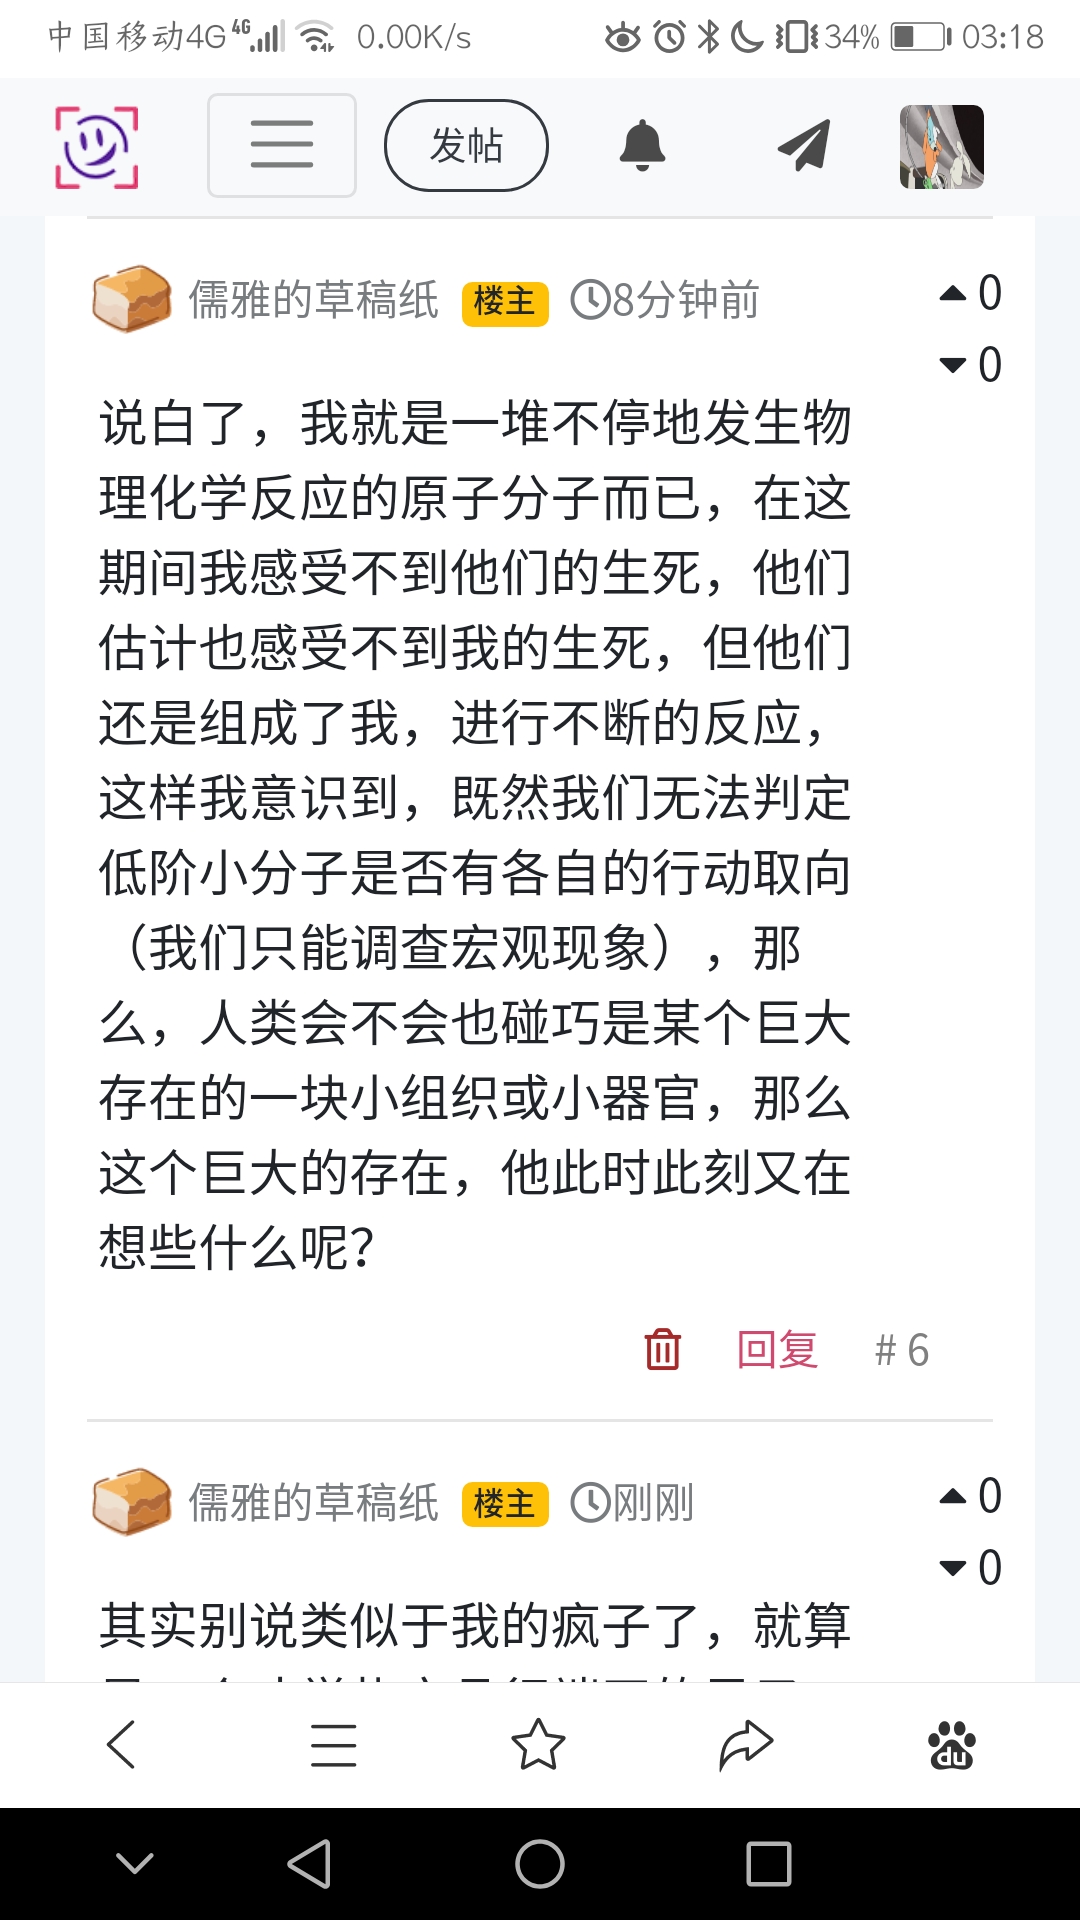 中国移动4G 4G 0.00K/s 34% 03:18
发帖
儒雅的草稿纸 楼主 8分钟前 0
0
说白了，我就是一堆不停地发生物
理化学反应的原子分子而已，在这
期间我感受不到他们的生死，他们
估计也感受不到我的生死，但他们
还是组成了我，进行不断的反应，
这样我意识到，既然我们无法判定
低阶小分子是否有各自的行动取向
（我们只能调查宏观现象），那
么，人类会不会也碰巧是某个巨大
存在的一块小组织或小器官，那么
这个巨大的存在，他此时此刻又在
想些什么呢？
回复 # 6
儒雅的草稿纸 楼主 刚刚 0
0
其实别说类似于我的疯子了，就算
du